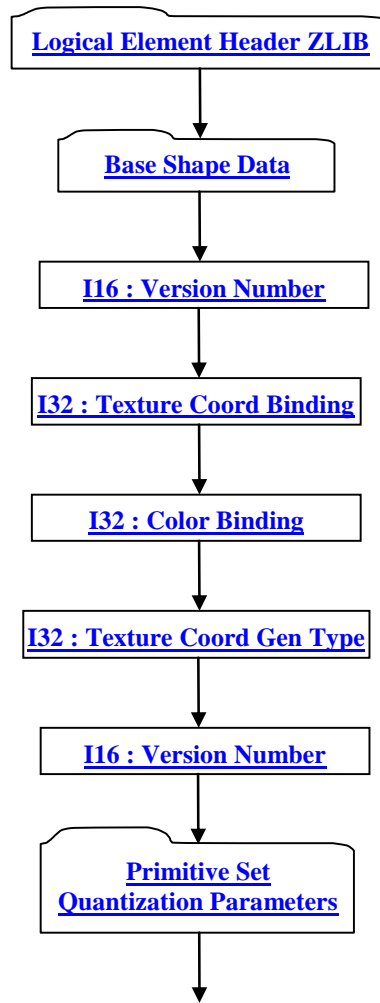 Logical Element Header ZLIB
Base Shape Data
I16 : Version Number
I32 : Texture Coord Binding
I32 : Color Binding
I32 : Texture Coord Gen Type
I16 : Version Number
Primitive Set
Quantization Parameters